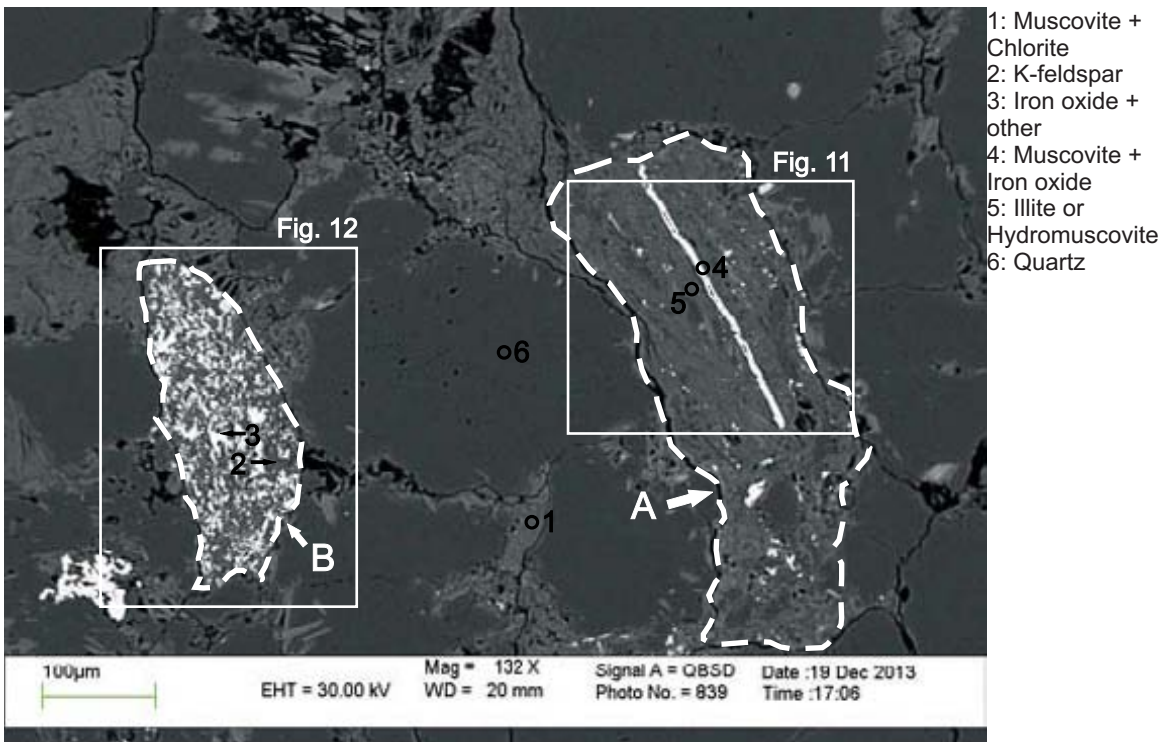 1: Muscovite +
Chlorite
2: K-feldspar
3: Iron oxide +
other
4: Muscovite +
Iron oxide
5: Illite or
Hydromuscovite
6: Quartz
Fig. 11
Fig. 12
4
5
6
3
2
A
1
B
100µm
EHT = 30.00 kV
Mag = 132 X
WD = 20 mm
Signal A = QBSD
Photo No. = 839
Date :19 Dec 2013
Time :17:06